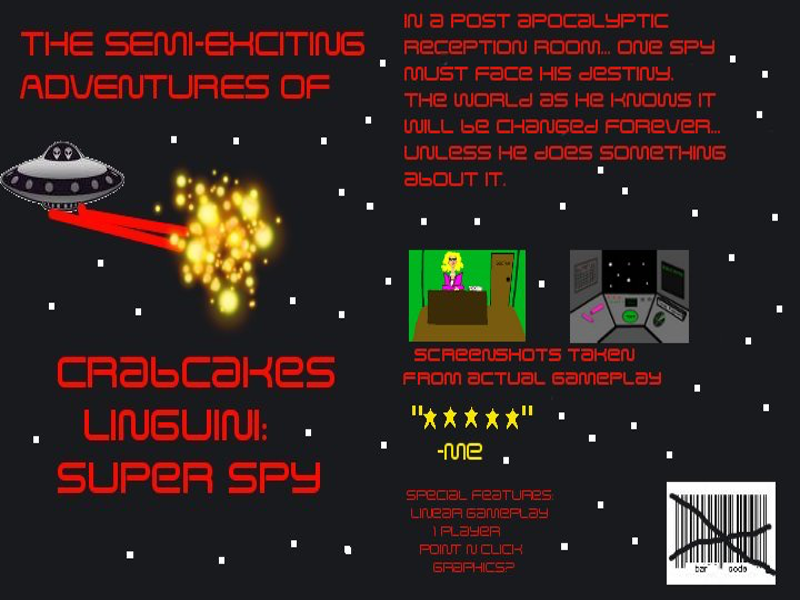 THE SEMI-EXCITING
ADVENTURES OF
CRABCAKES
LINGUINI:
SUPER SPY
IN A POST APOCALYPTIC
RECEPTION ROOM... ONE SPY
MUST FACE HIS DESTINY.
THE WORLD AS HE KNOWS IT
WILL BE CHANGED FOREVER...
UNLESS HE DOES SOMETHING
ABOUT IT.
SCREENSHOTS TAKEN
FROM ACTUAL GAMEPLAY
"★★★★★"
-ME
SPECIAL FEATURES:
LINEAR GAMEPLAY
1 PLAYER
POINT N CLICK
GRAPHICS?
bar code